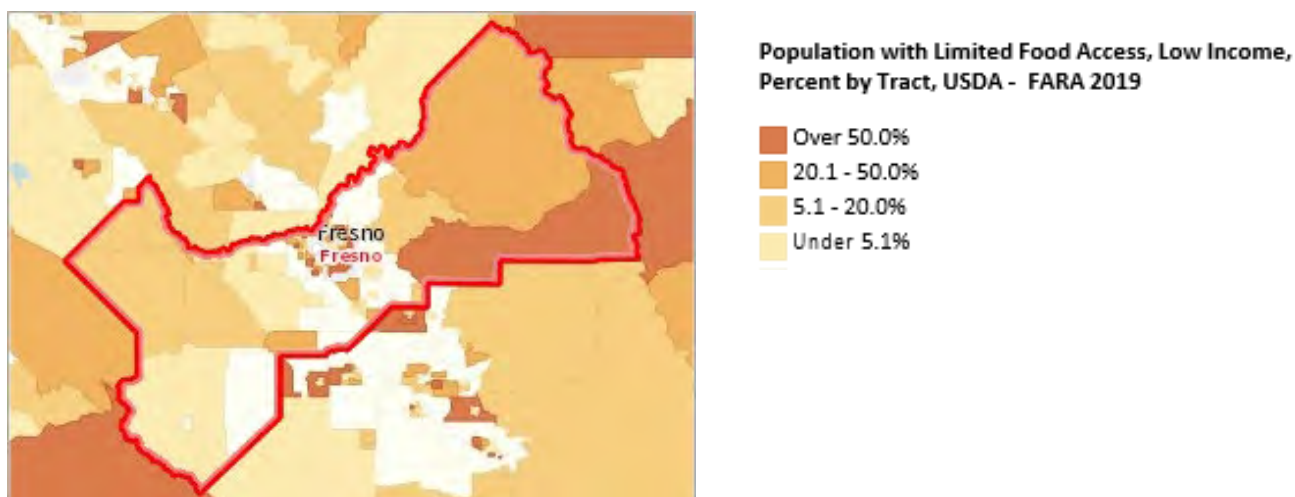 Fresno
Fresno
Population with Limited Food Access, Low Income,
Percent by Tract, USDA - FARA 2019
Over 50.0%
20.1 - 50.0%
5.1 - 20.0%
Under 5.1%